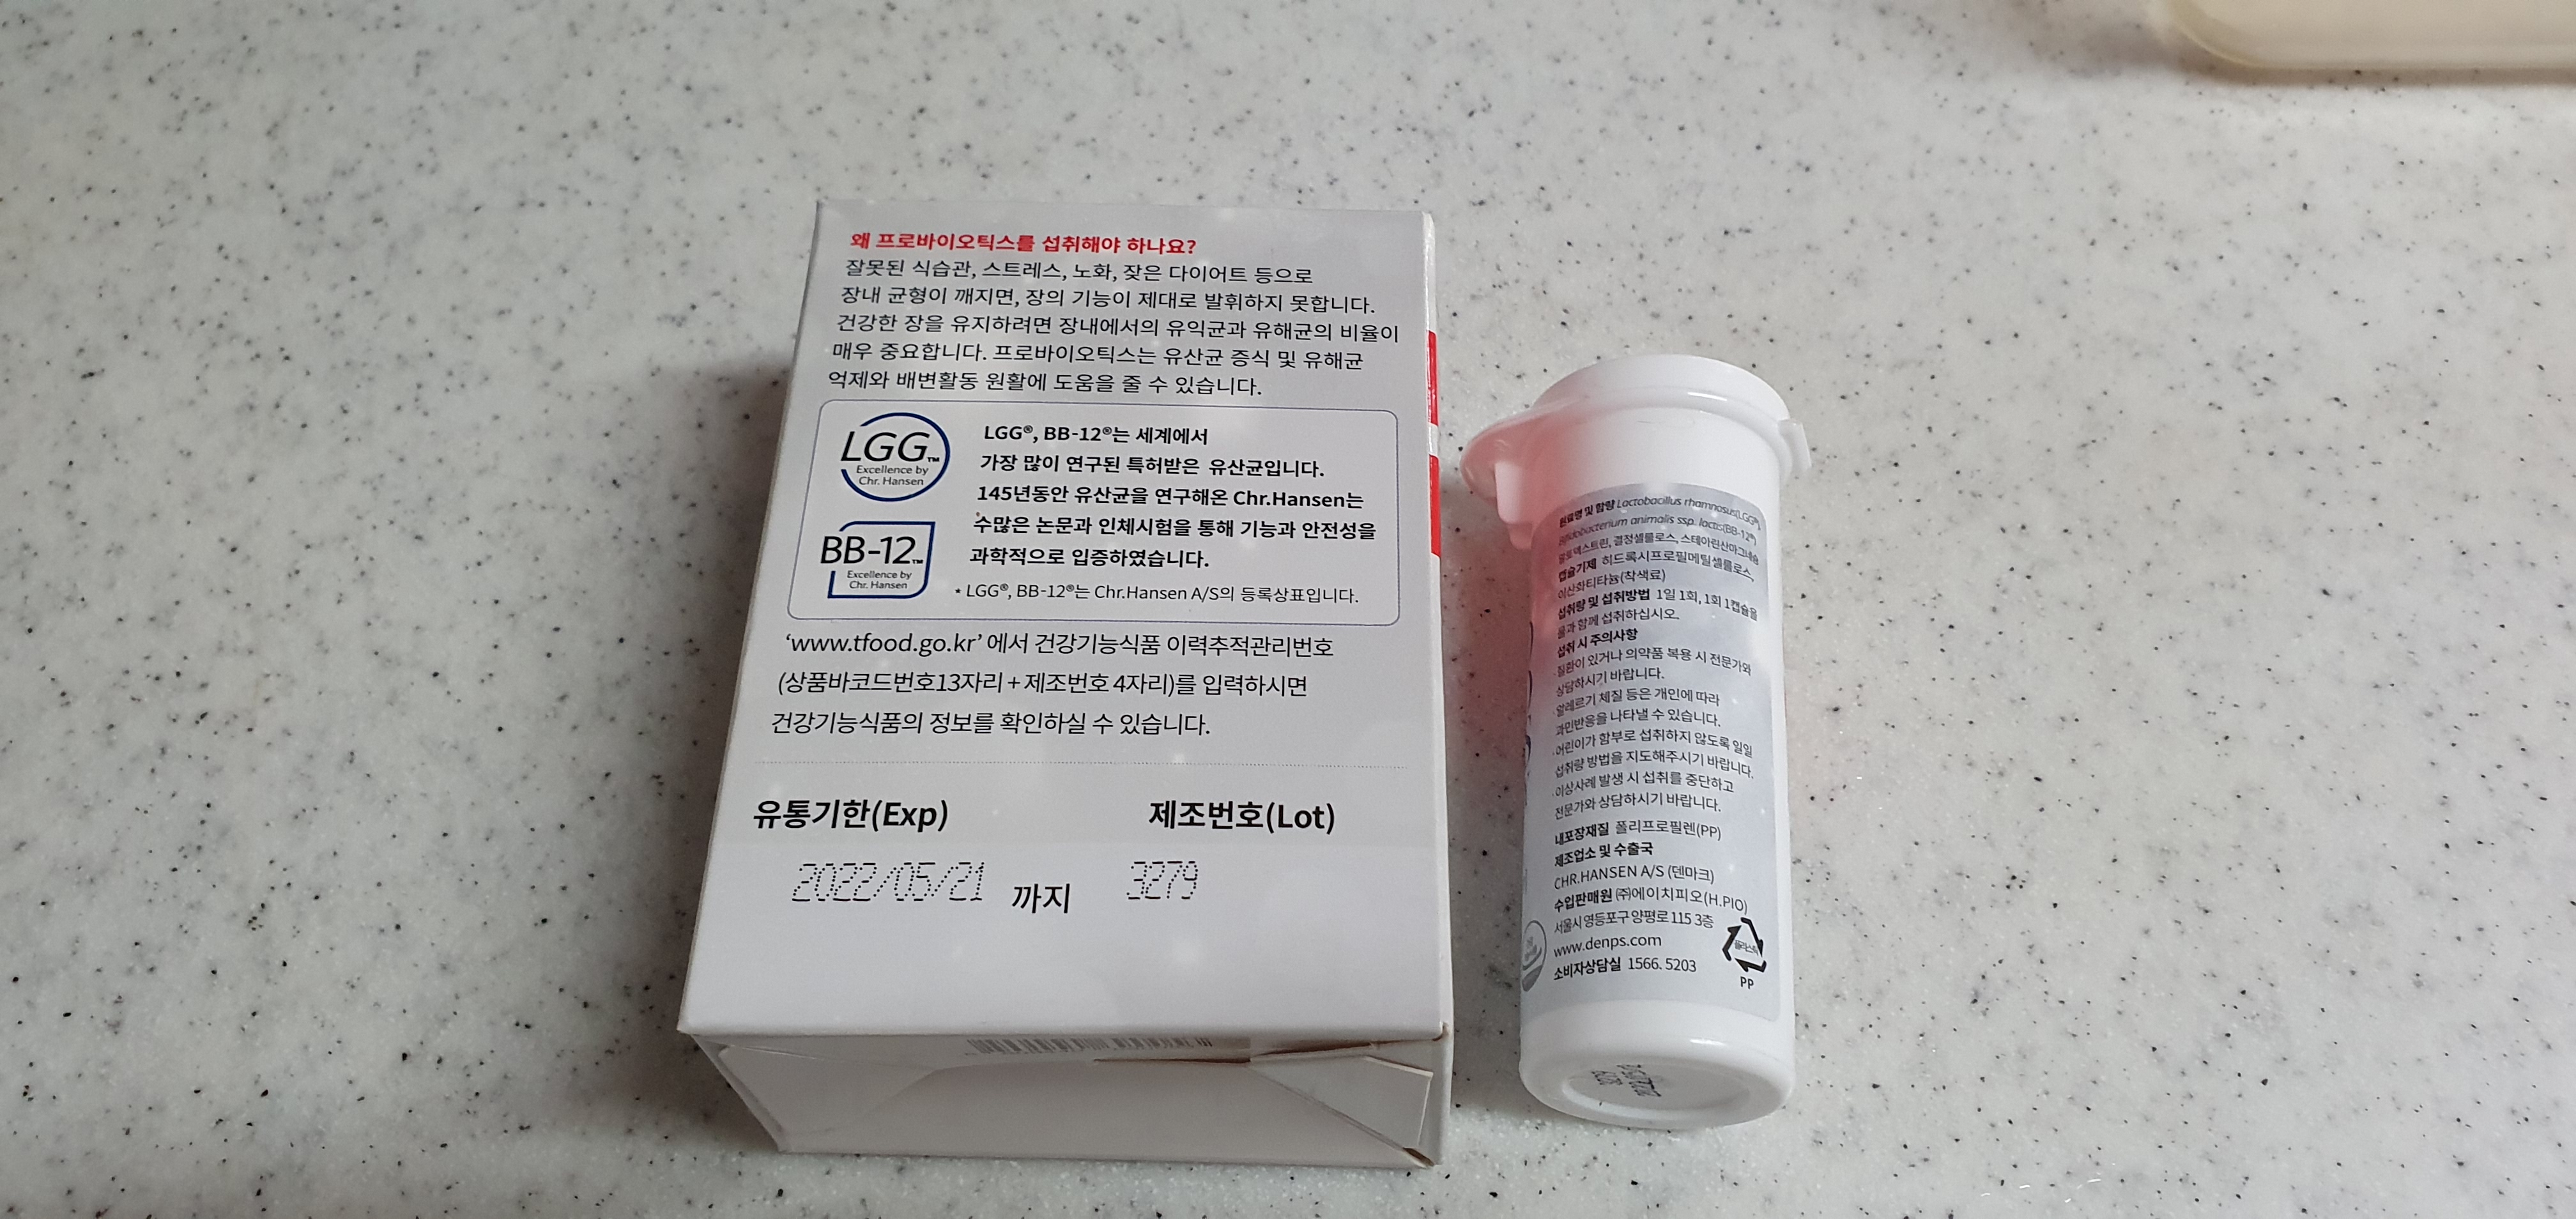 왜 프로바이오틱스를 섭취해야 하나요?
잘못된 식습관, 스트레스, 노화, 잦은 다이어트 등으로
장내 균형이 깨지면, 장의 기능이 제대로 발휘하지 못합니다.
건강한 장을 유지하려면 장내에서의 유익균과 유해균의 비율이
매우 중요합니다. 프로바이오틱스는 유산균 증식 및 유해균
억제와 배변활동 원활에 도움을 줄 수 있습니다.
LGG™
Excellence by
Chr. Hansen
BB-12™
Excellence by
Chr. Hansen
LGG®, BB-12®는 세계에서
가장 많이 연구된 특허받은 유산균입니다.
145년동안 유산균을 연구해온 Chr.Hansen는
수많은 논문과 인체시험을 통해 기능과 안전성을
과학적으로 입증하였습니다.
* LGG®, BB-12®는 Chr.Hansen A/S의 등록상표입니다.
‘www.tfood.go.kr’ 에서 건강기능식품 이력추적관리번호
(상품바코드번호13자리 + 제조번호 4자리)를 입력하시면
건강기능식품의 정보를 확인하실 수 있습니다.
유통기한(Exp) 제조번호(Lot)
2022/05/21 까지 3279
원료명 및 함량 Lactobacillus rhamnosus(LGG®),
Bifidobacterium animalis ssp. lactis(BB-12®)
말토덱스트린, 결정셀룰로스, 스테아린산마그네슘
캡슐기제 히드록시프로필메틸셀룰로스,
이산화티타늄(착색료)
섭취량 및 섭취방법 1일 1회, 1회 1캡슐을
물과 함께 섭취하십시오.
섭취 시 주의사항
·질환이 있거나 의약품 복용 시 전문가와
상담하시기 바랍니다.
알레르기 체질 등은 개인에 따라
과민반응을 나타낼 수 있습니다.
·어린이가 함부로 섭취하지 않도록 일일
섭취량 방법을 지도해주시기 바랍니다.
·이상사례 발생 시 섭취를 중단하고
전문가와 상담하시기 바랍니다.
내포장재질 폴리프로필렌(PP)
제조업소 및 수출국
CHR.HANSEN A/S (덴마크)
수입판매원 ㈜에이치피오(H.PIO)
서울시 영등포구 양평로 115 3층
www.denps.com
소비자상담실 1566. 5203
플라스틱
PP